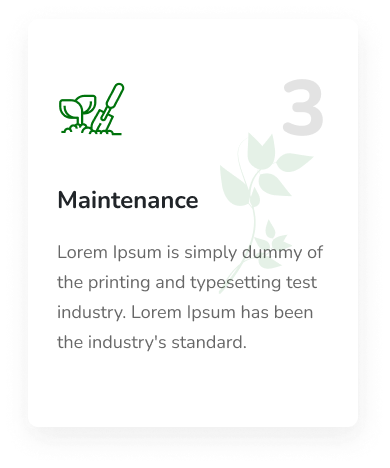 3
Maintenance
Lorem Ipsum is simply dummy of
the printing and typesetting test
industry. Lorem Ipsum has been
the industry's standard.